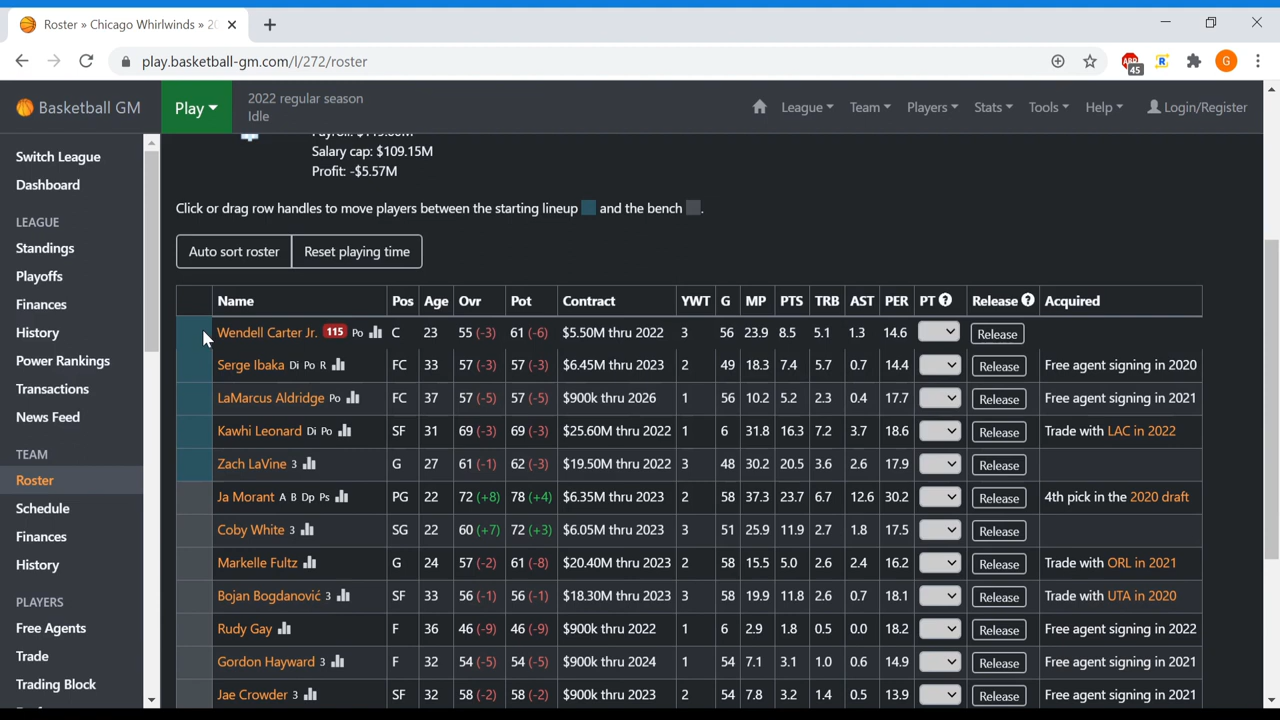 Roster » Chicago Whirlwinds » 20
play.basketball-gm.com/l/272/roster
ABP
45
R
G
Basketball GM
Play
2022 regular season
Idle
League
Team
Players
Stats
Tools
Help
Login/Register
Switch League
Dashboard
LEAGUE
Standings
Playoffs
Finances
History
Power Rankings
Transactions
News Feed
TEAM
Roster
Schedule
Finances
History
PLAYERS
Free Agents
Trade
Trading Block
Salary cap: $109.15M
Profit: -$5.57M
Click or drag row handles to move players between the starting lineup and the bench .
Auto sort roster Reset playing time
Name Pos Age Ovr Pot Contract YWT G MP PTS TRB AST PER PT ? Release ? Acquired
Wendell Carter Jr. 115 Po C 23 55 (-3) 61 (-6) $5.50M thru 2022 3 56 23.9 8.5 5.1 1.3 14.6 Release
Serge Ibaka Di Po R FC 33 57 (-3) 57 (-3) $6.45M thru 2023 2 49 18.3 7.4 5.7 0.7 14.4 Release Free agent signing in 2020
LaMarcus Aldridge Po FC 37 57 (-5) 57 (-5) $900k thru 2026 1 56 10.2 5.2 2.3 0.4 17.7 Release Free agent signing in 2021
Kawhi Leonard Di Po SF 31 69 (-3) 69 (-3) $25.60M thru 2022 1 6 31.8 16.3 7.2 3.7 18.6 Release Trade with LAC in 2022
Zach LaVine 3 G 27 61 (-1) 62 (-3) $19.50M thru 2022 3 48 30.2 20.5 3.6 2.6 17.9 Release
Ja Morant A B Dp Ps PG 22 72 (+8) 78 (+4) $6.35M thru 2023 2 58 37.3 23.7 6.7 12.6 30.2 Release 4th pick in the 2020 draft
Coby White 3 SG 22 60 (+7) 72 (+3) $6.05M thru 2023 3 51 25.9 11.9 2.7 1.8 17.5 Release
Markelle Fultz G 24 57 (-2) 61 (-8) $20.40M thru 2023 2 58 15.5 5.0 2.6 2.4 16.2 Release Trade with ORL in 2021
Bojan Bogdanović 3 SF 33 56 (-1) 56 (-1) $18.30M thru 2023 3 58 19.9 11.8 2.6 1.7 18.1 Release Trade with UTA in 2020
Rudy Gay F 36 46 (-9) 46 (-9) $900k thru 2022 1 6 2.9 1.8 0.5 0.0 18.2 Release Free agent signing in 2022
Gordon Hayward 3 F 32 54 (-5) 54 (-5) $900k thru 2024 1 54 7.1 3.1 1.0 0.6 14.9 Release Free agent signing in 2021
Jae Crowder 3 SF 32 58 (-2) 58 (-2) $900k thru 2023 2 54 7.8 3.2 1.4 0.5 13.9 Release Free agent signing in 2021